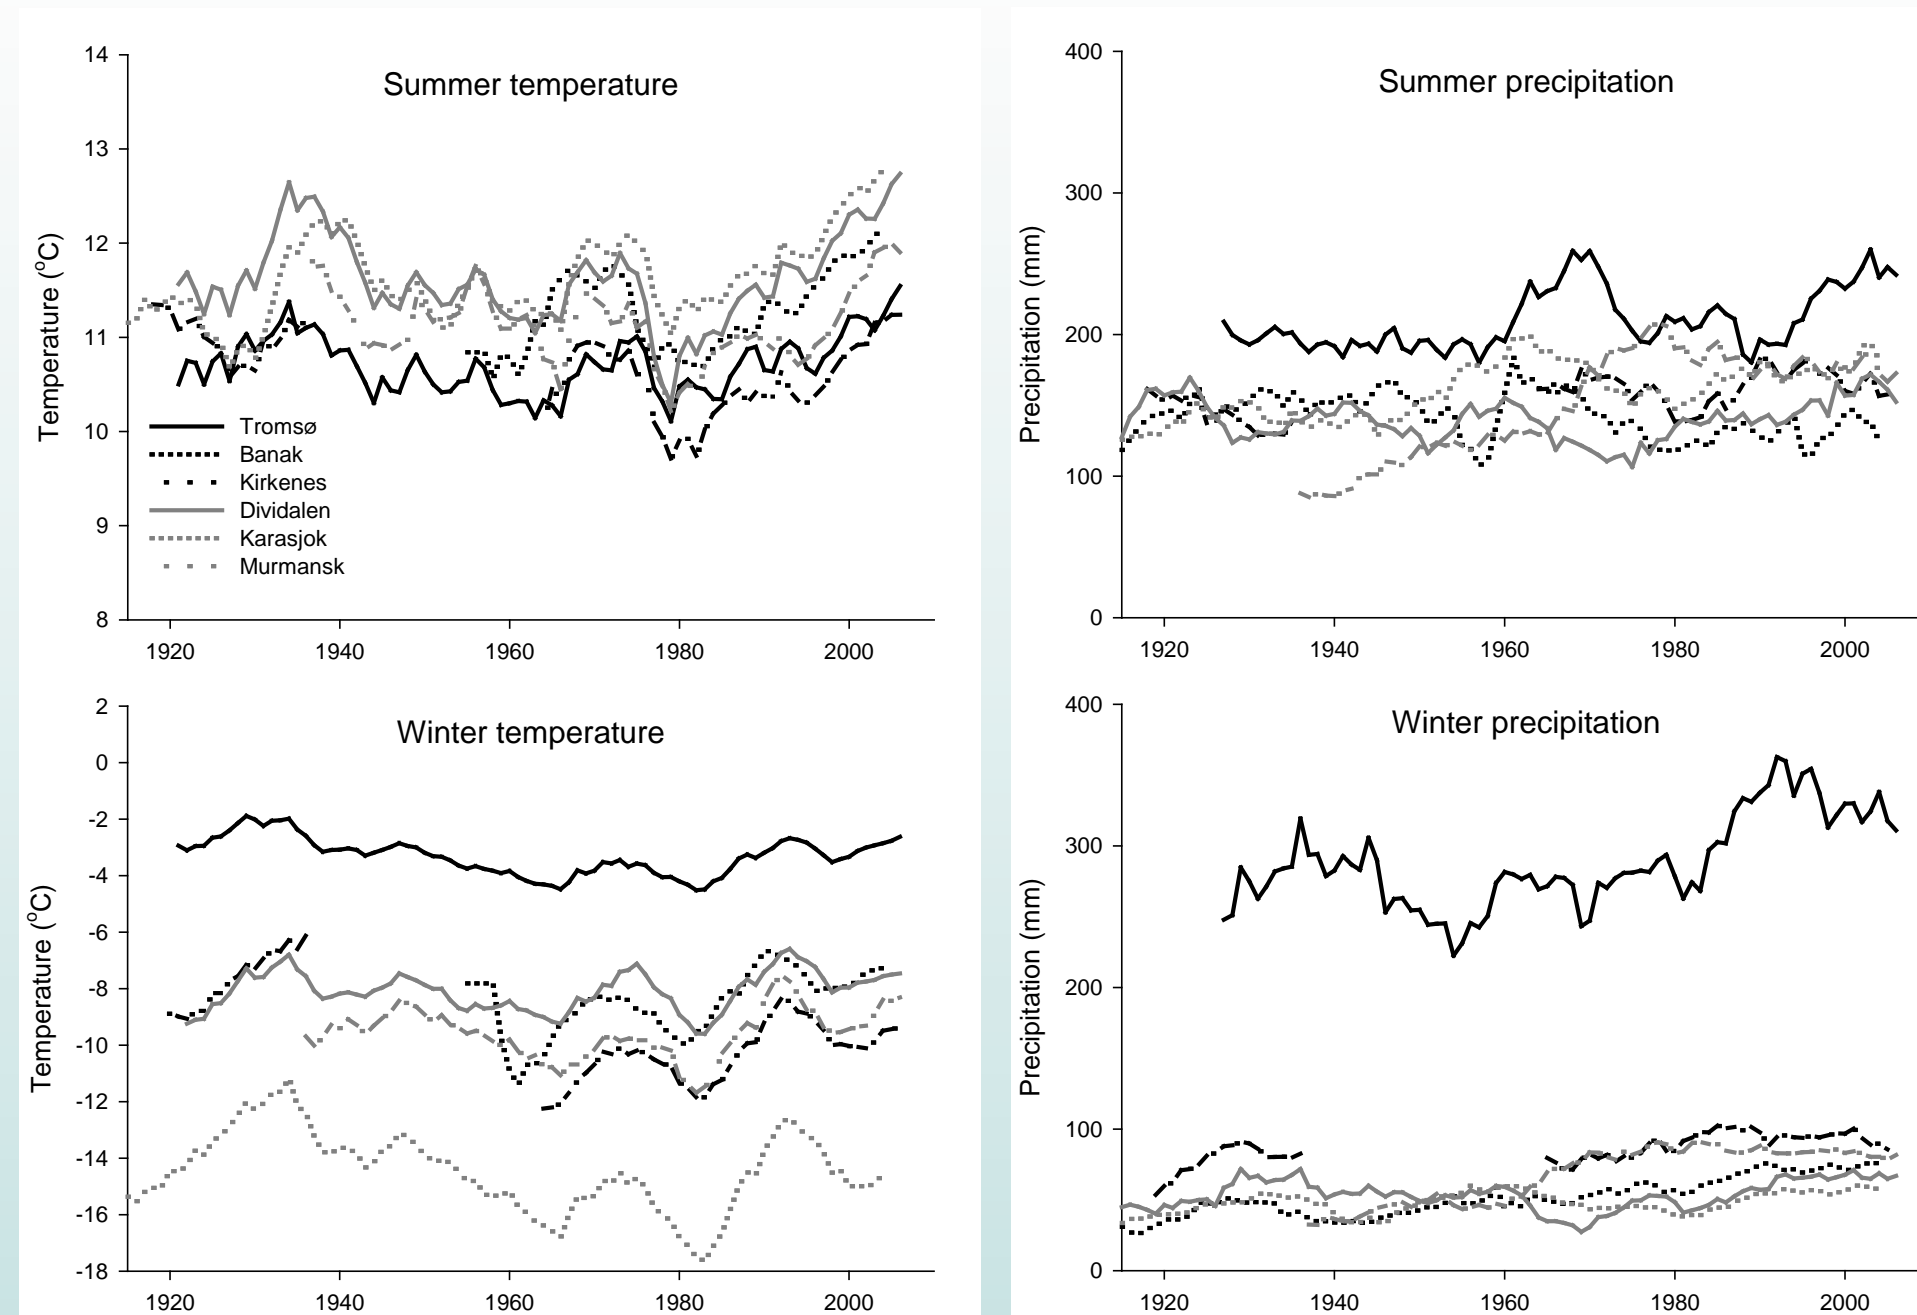 Summer temperature
Temperature (°C)
14
13
12
11
10
9
8
1920 1940 1960 1980 2000
Tromsø
Banak
Kirkenes
Dividalen
Karasjok
Murmansk
Summer precipitation
Precipitation (mm)
400
300
200
100
0
1920 1940 1960 1980 2000
Winter temperature
Temperature (°C)
2
0
-2
-4
-6
-8
-10
-12
-14
-16
-18
1920 1940 1960 1980 2000
Winter precipitation
Precipitation (mm)
400
300
200
100
0
1920 1940 1960 1980 2000